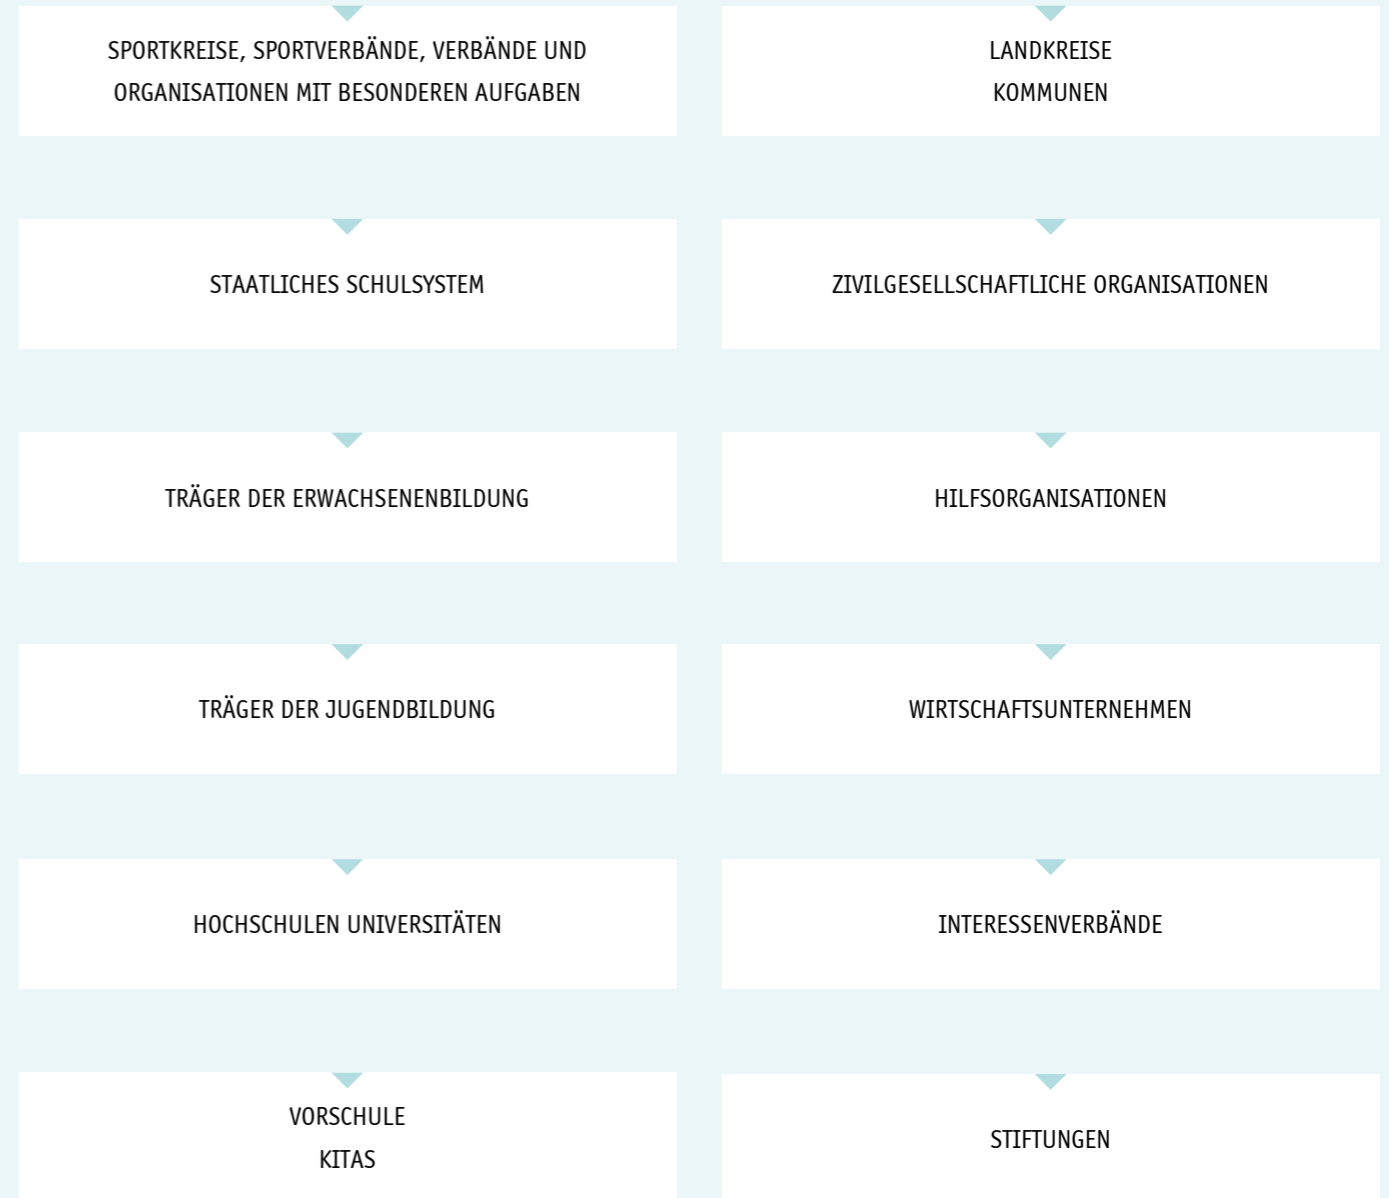 SPORTKREISE, SPORTVERBÄNDE, VERBÄNDE UND
ORGANISATIONEN MIT BESONDEREN AUFGABEN
LANDKREISE
KOMMUNEN
STAATLICHES SCHULSYSTEM
ZIVILGESELLSCHAFTLICHE ORGANISATIONEN
TRÄGER DER ERWACHSENENBILDUNG
HILFSORGANISATIONEN
TRÄGER DER JUGENDBILDUNG
WIRTSCHAFTSUNTERNEHMEN
HOCHSCHULEN UNIVERSITÄTEN
INTERESSENVERBÄNDE
VORSCHULE
KITAS
STIFTUNGEN